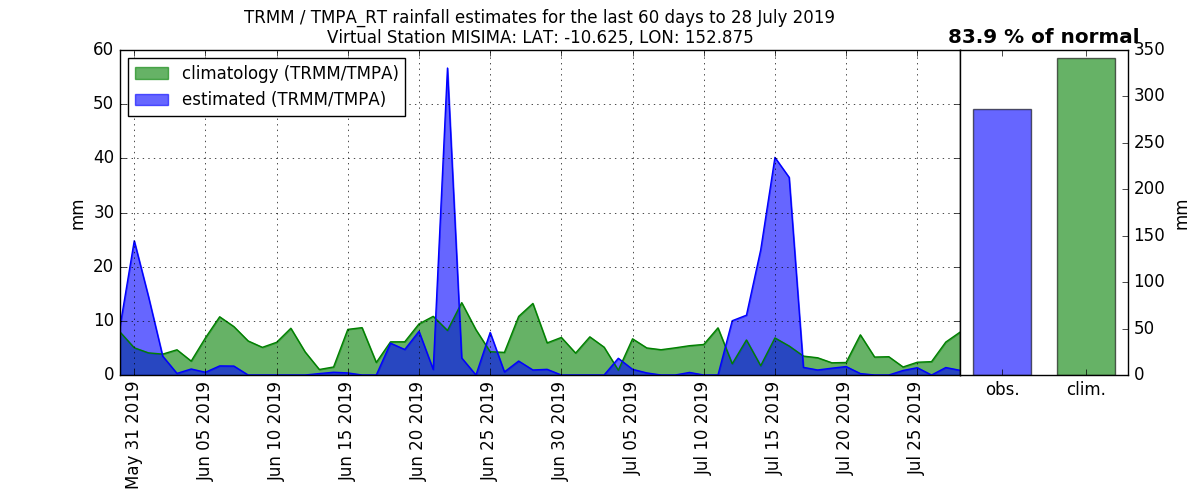 TRMM / TMPA_RT rainfall estimates for the last 60 days to 28 July 2019
Virtual Station MISIMA: LAT: -10.625, LON: 152.875
83.9 % of normal
climatology (TRMM/TMPA)
estimated (TRMM/TMPA)
mm
60
50
40
30
20
10
0
May 31 2019
Jun 05 2019
Jun 10 2019
Jun 15 2019
Jun 20 2019
Jun 25 2019
Jun 30 2019
Jul 05 2019
Jul 10 2019
Jul 15 2019
Jul 20 2019
Jul 25 2019
obs.
clim.
350
300
250
200
150
100
50
0
mm